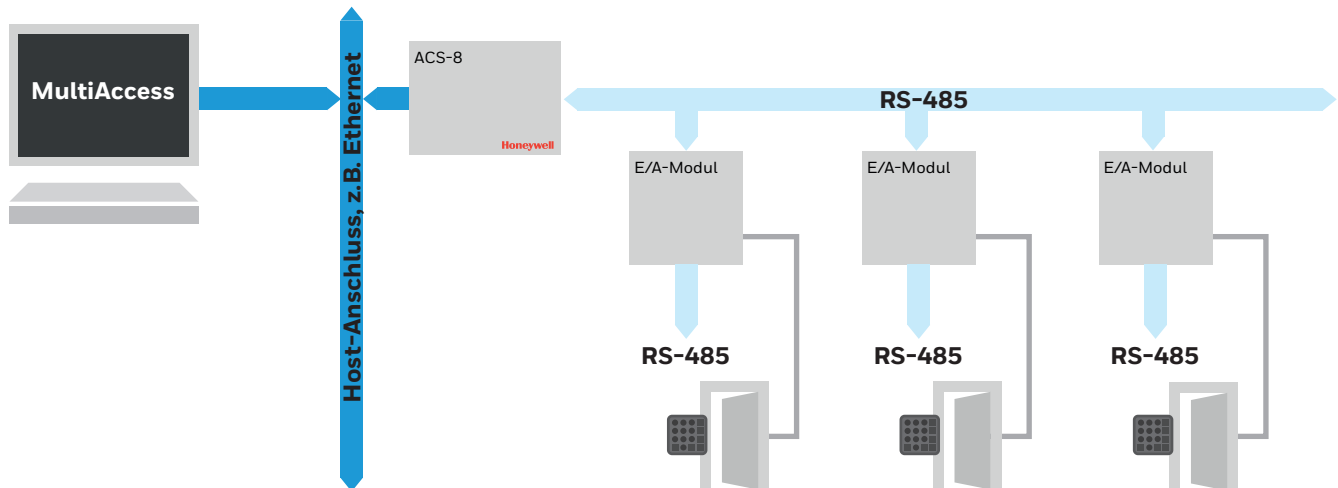 MultiAccess
Host-Anschluss, z.B. Ethernet
ACS-8
Honeywell
RS-485
E/A-Modul
E/A-Modul
E/A-Modul
RS-485
RS-485
RS-485